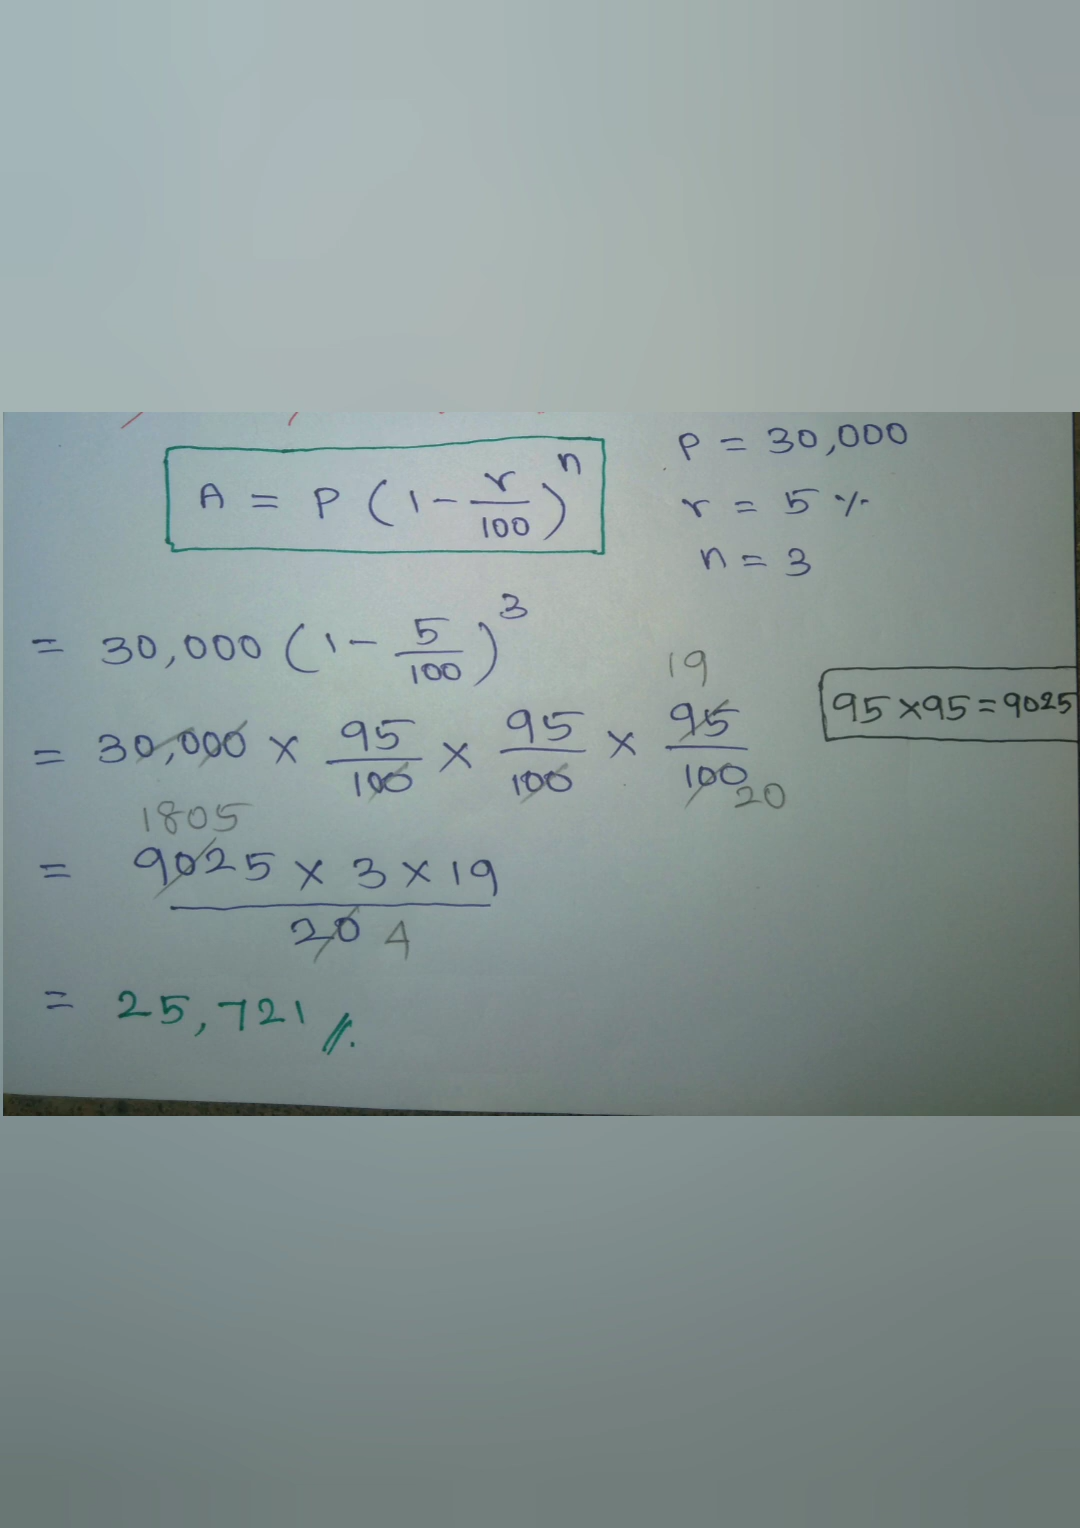 A = P (1 - r/100)^n
P = 30,000
r = 5 %
n = 3
= 30,000 (1 - 5/100)^3
19
= 30,000 × 95/100 × 95/100 × 95/100
20
95 × 95 = 9025
1805
= 9025 × 3 × 19
20 4
= 25,721 //.